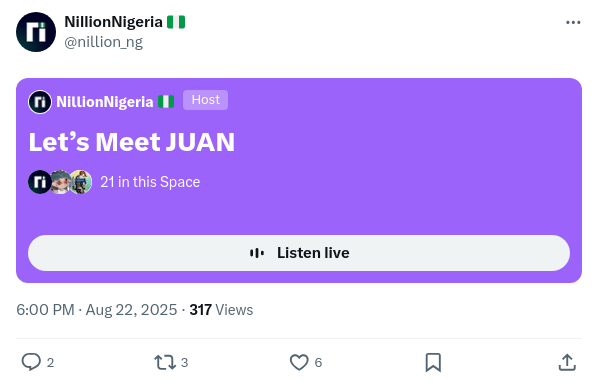 NillionNigeria 🇳🇬
@nillion_ng
NillionNigeria 🇳🇬 Host
Let’s Meet JUAN
21 in this Space
Listen live
6:00 PM · Aug 22, 2025 · 317 Views
2 3 6